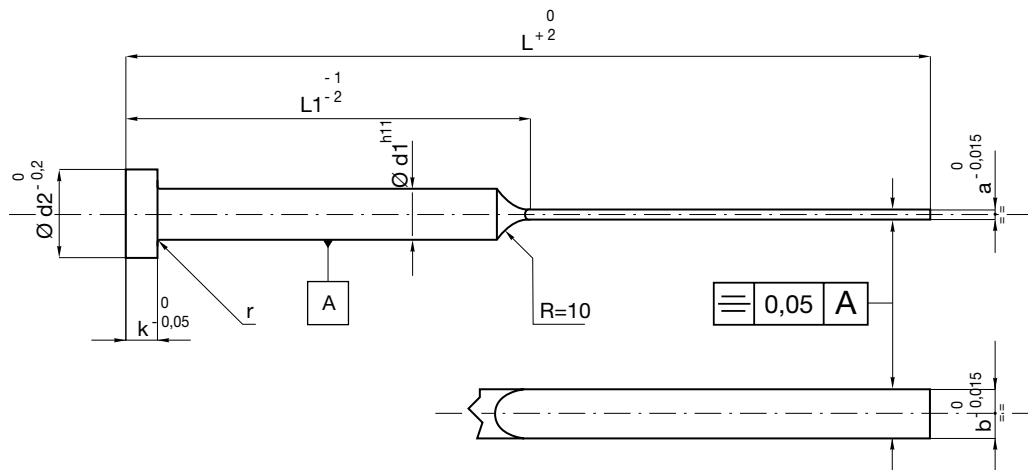 L +2 0
L1 -2 -1
Ø d1 h11
Ø d2 -0,2 0
a -0,015 0
k -0,05 0
r
A
R=10
0,05 A
b -0,015 0